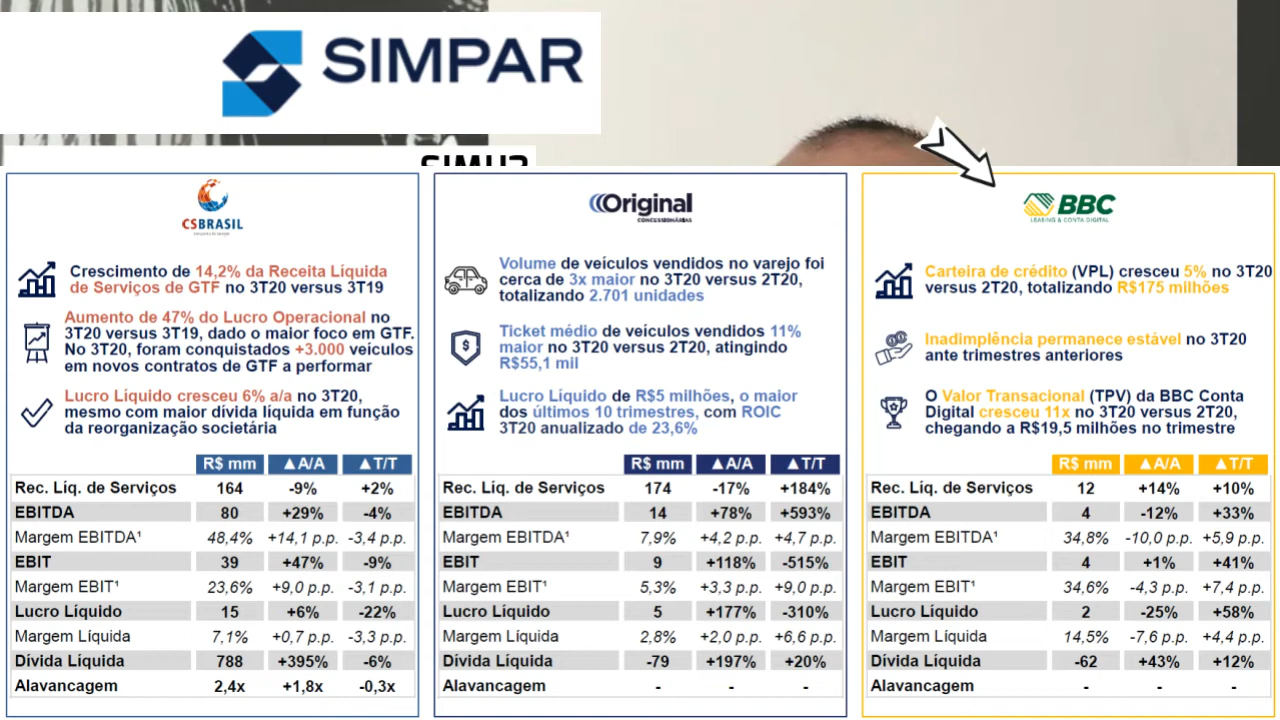 SIMPAR
SIMH3
CSBRASIL
Crescimento de 14,2% da Receita Líquida
de Serviços de GTF no 3T20 versus 3T19
Aumento de 47% do Lucro Operacional no
3T20 versus 3T19, dado o maior foco em GTF.
No 3T20, foram conquistados +3.000 veículos
em novos contratos de GTF a performar
Lucro Líquido cresceu 6% a/a no 3T20,
mesmo com maior dívida líquida em função
da reorganização societária
R$ mm ▲A/A ▲T/T
Rec. Líq. de Serviços 164 -9% +2%
EBITDA 80 +29% -4%
Margem EBITDA¹ 48,4% +14,1 p.p. -3,4 p.p.
EBIT 39 +47% -9%
Margem EBIT¹ 23,6% +9,0 p.p. -3,1 p.p.
Lucro Líquido 15 +6% -22%
Margem Líquida 7,1% +0,7 p.p. -3,3 p.p.
Dívida Líquida 788 +395% -6%
Alavancagem 2,4x +1,8x -0,3x
Original
CONCESSIONÁRIAS
Volume de veículos vendidos no varejo foi
cerca de 3x maior no 3T20 versus 2T20,
totalizando 2.701 unidades
Ticket médio de veículos vendidos 11%
maior no 3T20 versus 2T20, atingindo
R$55,1 mil
Lucro Líquido de R$5 milhões, o maior
dos últimos 10 trimestres, com ROIC
3T20 anualizado de 23,6%
R$ mm ▲A/A ▲T/T
Rec. Líq. de Serviços 174 -17% +184%
EBITDA 14 +78% +593%
Margem EBITDA¹ 7,9% +4,2 p.p. +4,7 p.p.
EBIT 9 +118% -515%
Margem EBIT¹ 5,3% +3,3 p.p. +9,0 p.p.
Lucro Líquido 5 +177% -310%
Margem Líquida 2,8% +2,0 p.p. +6,6 p.p.
Dívida Líquida -79 +197% +20%
Alavancagem - - -
BBC
LEASING & CONTA DIGITAL
Carteira de crédito (VPL) cresceu 5% no 3T20
versus 2T20, totalizando R$175 milhões
Inadimplência permanece estável no 3T20
ante trimestres anteriores
O Valor Transacional (TPV) da BBC Conta
Digital cresceu 11x no 3T20 versus 2T20,
chegando a R$19,5 milhões no trimestre
R$ mm ▲A/A ▲T/T
Rec. Líq. de Serviços 12 +14% +10%
EBITDA 4 -12% +33%
Margem EBITDA¹ 34,8% -10,0 p.p. +5,9 p.p.
EBIT 4 +1% +41%
Margem EBIT¹ 34,6% -4,3 p.p. +7,4 p.p.
Lucro Líquido 2 -25% +58%
Margem Líquida 14,5% -7,6 p.p. +4,4 p.p.
Dívida Líquida -62 +43% +12%
Alavancagem - - -